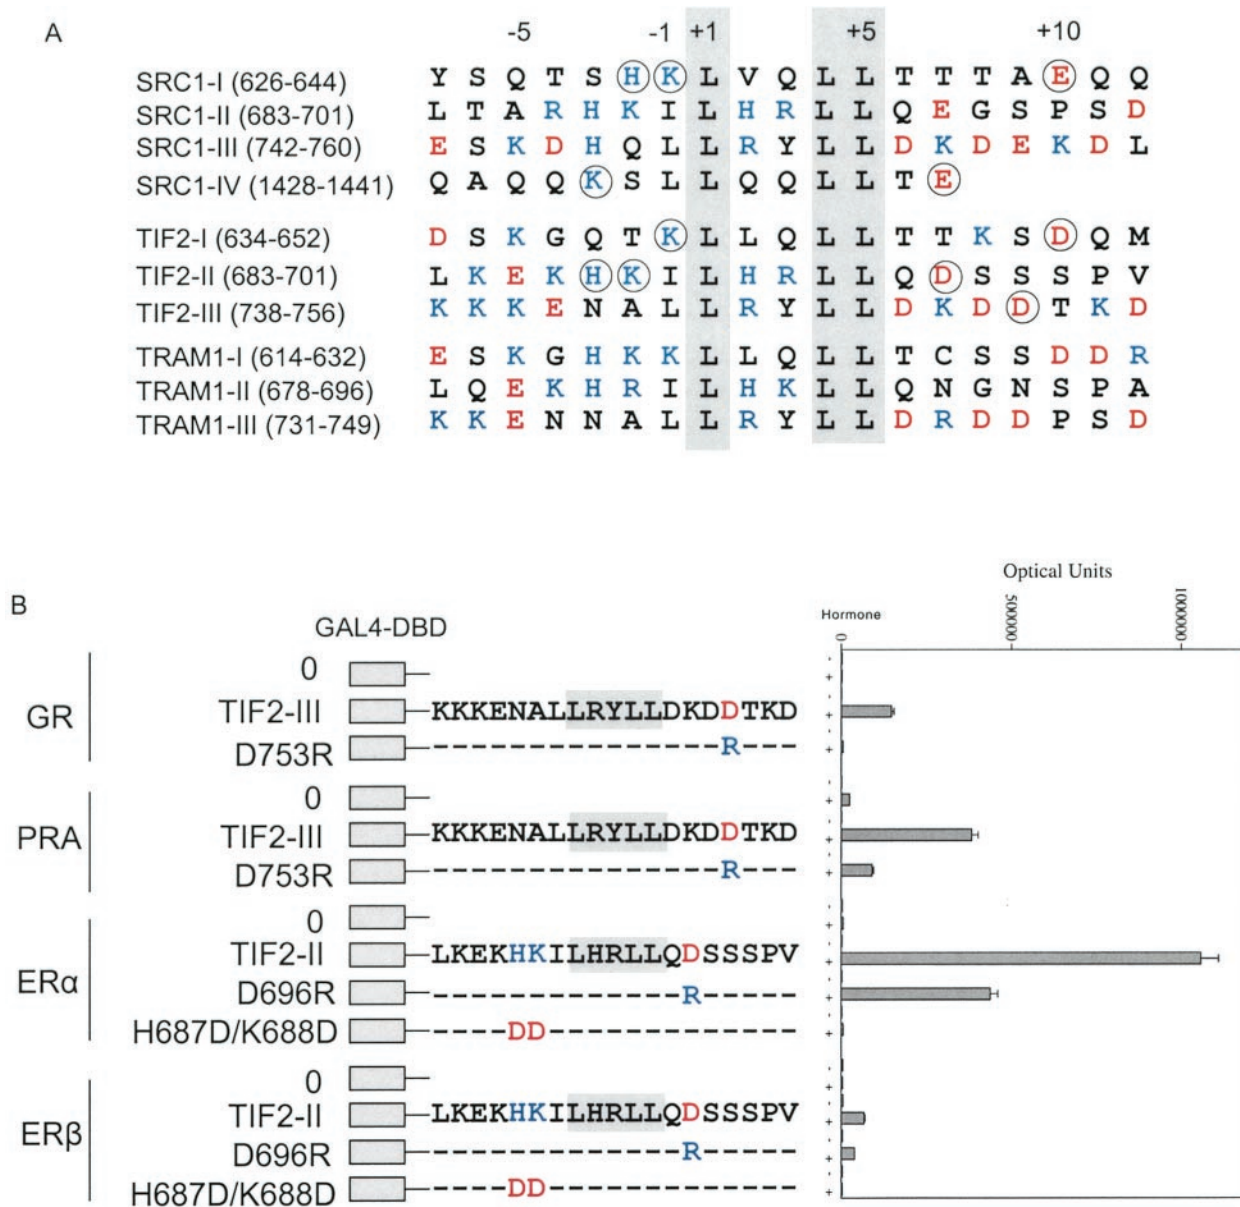 A
-5 -1 +1 +5 +10
SRC1-I (626-644) Y S Q T S H K L V Q L L T T T A E Q Q
SRC1-II (683-701) L T A R H K I L H R L L Q E G S P S D
SRC1-III (742-760) E S K D H Q L L R Y L L D K D E K D L
SRC1-IV (1428-1441) Q A Q Q K S L L Q Q L L T E
TIF2-I (634-652) D S K G Q T K L L Q L L T T K S D Q M
TIF2-II (683-701) L K E K H K I L H R L L Q D S S S P V
TIF2-III (738-756) K K K E N A L L R Y L L D K D D T K D
TRAM1-I (614-632) E S K G H K K L L Q L L T C S S D D R
TRAM1-II (678-696) L Q E K H R I L H K L L Q N G N S P A
TRAM1-III (731-749) K K E N N A L L R Y L L D R D D P S D
B
Optical Units
Hormone
0 500000 1000000
GAL4-DBD
GR
0 - +
TIF2-III KKKENALLRYLLDKDDTKD - +
D753R ---------------R--- - +
PRA
0 - +
TIF2-III KKKENALLRYLLDKDDTKD - +
D753R ---------------R--- - +
ERα
0 - +
TIF2-II LKEKHKILHRLLQDSSSPV - +
D696R -------------R----- - +
H687D/K688D ----DD------------- - +
ERβ
0 - +
TIF2-II LKEKHKILHRLLQDSSSPV - +
D696R -------------R----- - +
H687D/K688D ----DD------------- - +